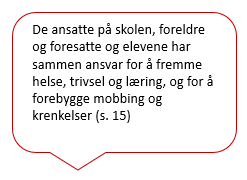 De ansatte på skolen, foreldre
og foresatte og elevene har
sammen ansvar for å fremme
helse, trivsel og læring, og for å
forebygge mobbing og
krenkelser (s. 15)